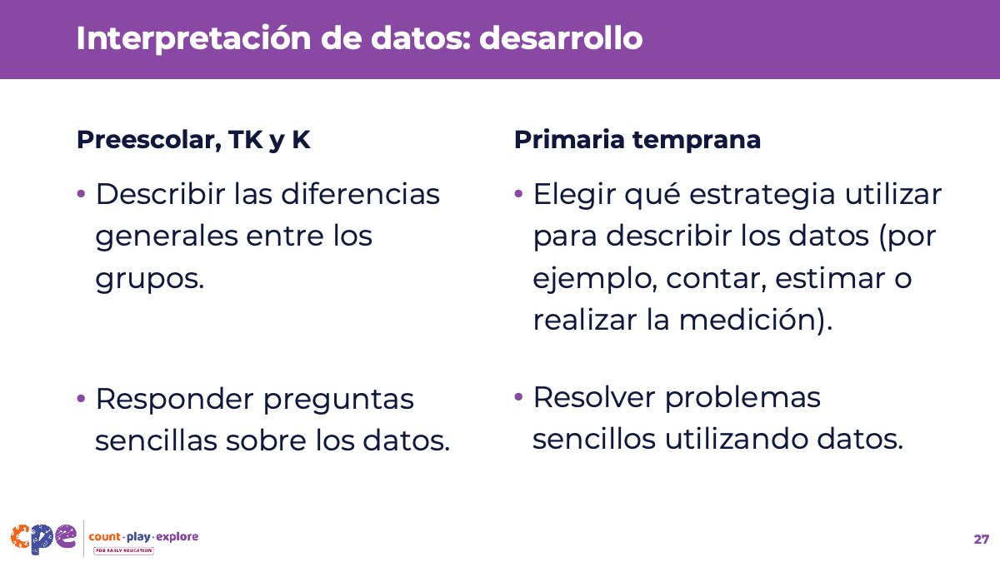 Interpretación de datos: desarrollo
Preescolar, TK y K
• Describir las diferencias
generales entre los
grupos.
• Responder preguntas
sencillas sobre los datos.
Primaria temprana
• Elegir qué estrategia utilizar
para describir los datos (por
ejemplo, contar, estimar o
realizar la medición).
• Resolver problemas
sencillos utilizando datos.
cpe
count·play·explore
FOR EARLY EDUCATION
27